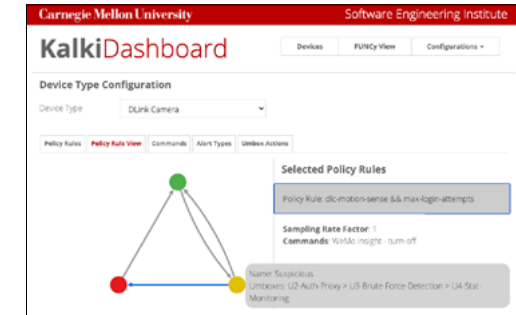 Carnegie Mellon University
Software Engineering Institute
KalkiDashboard
Devices
FUNCy View
Configurations
Device Type Configuration
Device Type
DLink Camera
Policy Rules
Policy Rule View
Commands
Alert Types
Umbox Actions
Selected Policy Rules
Policy Rule: dlc-motion-sense && max-login-attempts
Sampling Rate Factor: 1
Commands: WeMo Insight - turn-off
Name: Suspicious
Umboxes: U2-Auth-Proxy > U3-Brute-Force-Detection > U4-Stat-
Monitoring